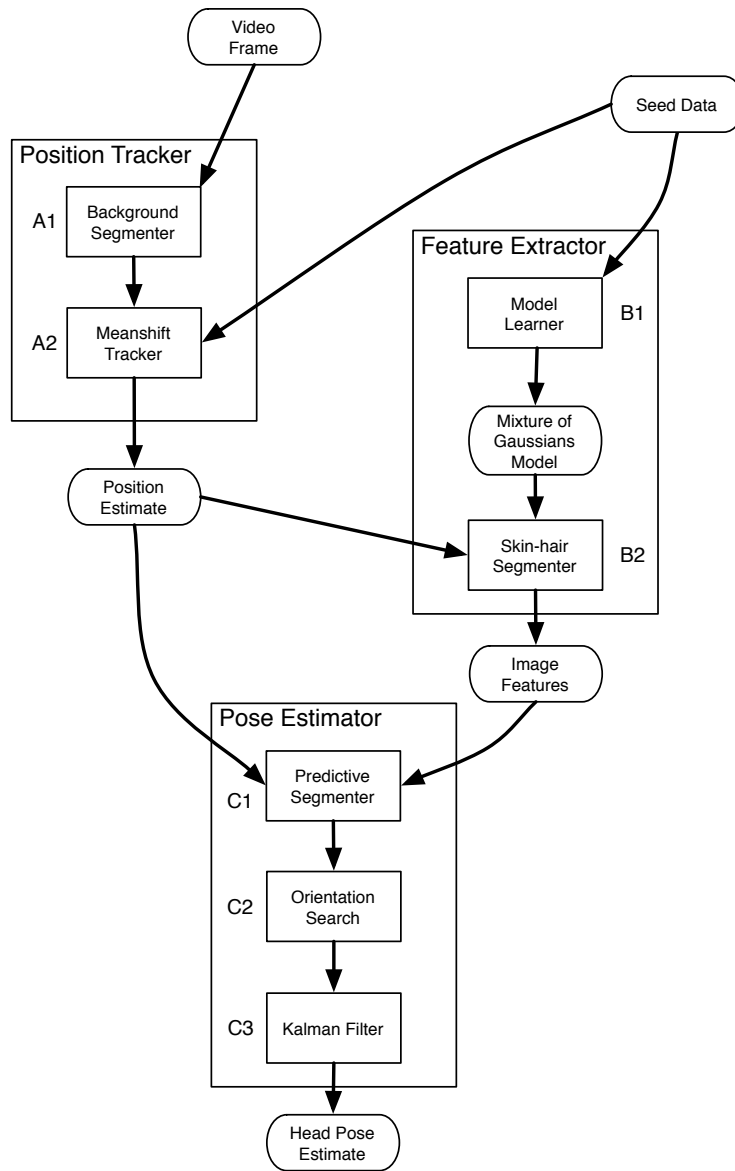 Video
Frame
Seed Data
Position Tracker
A1
Background
Segmenter
A2
Meanshift
Tracker
Feature Extractor
Model
Learner
B1
Mixture of
Gaussians
Model
Position
Estimate
Skin-hair
Segmenter
B2
Image
Features
Pose Estimator
Predictive
Segmenter
C1
C2
Orientation
Search
C3
Kalman Filter
Head Pose
Estimate